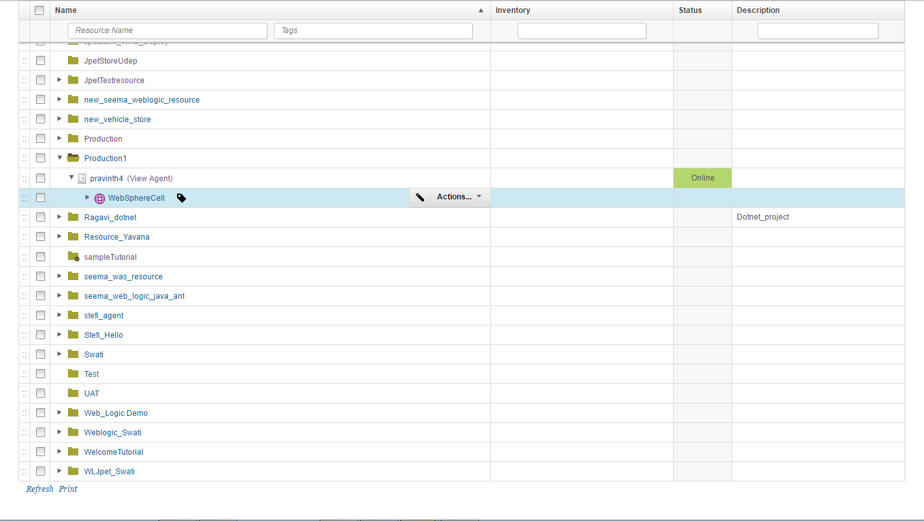 Name Inventory Status Description
Resource Name Tags
JpetStoreUdep
JpetTestresource
new_seema_weblogic_resource
new_vehicle_store
Production
Production1
pravinth4 (View Agent) Online
WebSphereCell Actions...
Ragavi_dotnet Dotnet_project
Resource_Yavana
sampleTutorial
seema_was_resource
seema_web_logic_java_ant
stefi_agent
Stefi_Hello
Swati
Test
UAT
Web_Logic Demo
Weblogic_Swati
WelcomeTutorial
WLJpet_Swati
Refresh Print